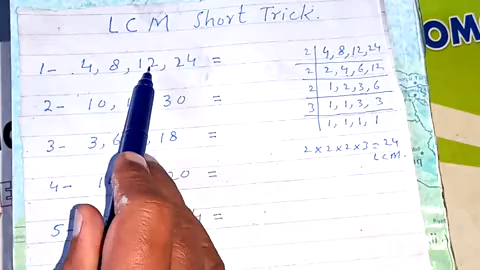 LCM Short Trick.
1- 4, 8, 12, 24 =
2- 10, 30 =
3- 3, 18 =
4- 20 =
5- =
2 | 4, 8, 12, 24
2 | 2, 4, 6, 12
2 | 1, 2, 3, 6
3 | 1, 1, 3, 3
1, 1, 1, 1
2 × 2 × 2 × 3 = 24
LCM.
OM